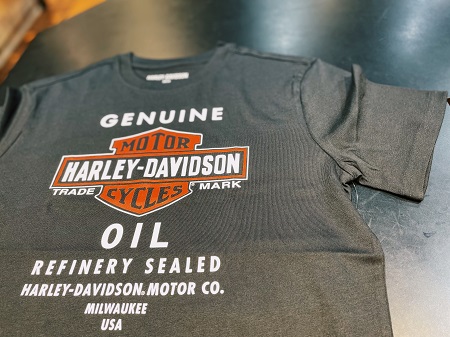 GENUINE
MOTOR
HARLEY-DAVIDSON
TRADE MARK
CYCLES
OIL
REFINERY SEALED
HARLEY-DAVIDSON MOTOR CO.
MILWAUKEE
USA